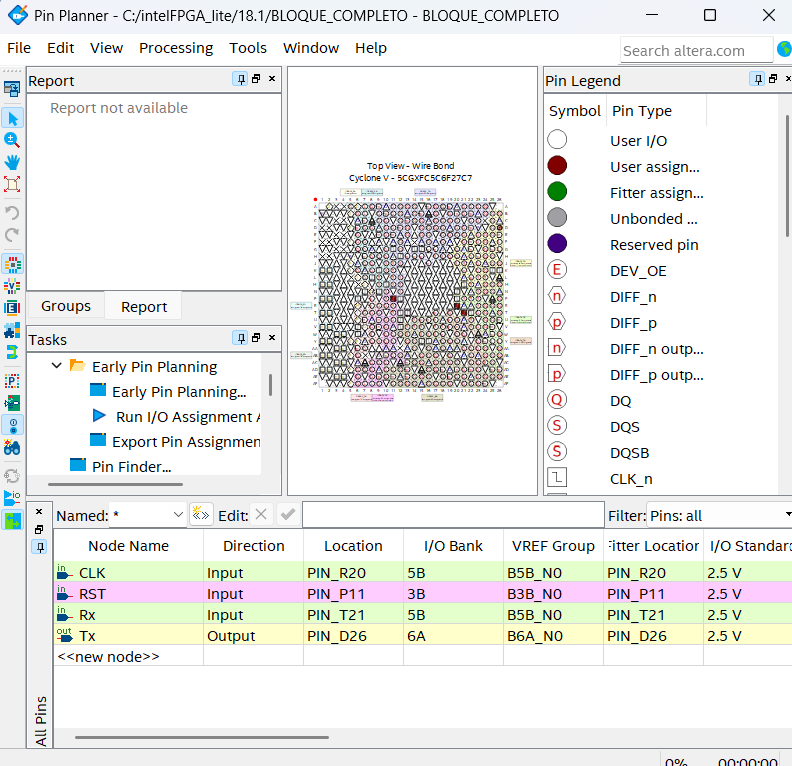 Pin Planner - C:/intelFPGA_lite/18.1/BLOQUE_COMPLETO - BLOQUE_COMPLETO
File Edit View Processing Tools Window Help
Search altera.com
Report
Report not available
Groups Report
Tasks
Early Pin Planning
Early Pin Planning...
Run I/O Assignment A
Export Pin Assignmen
Pin Finder...
Top View - Wire Bond
Cyclone V - 5CGXFC5C6F27C7
Pin Legend
Symbol Pin Type
User I/O
User assign...
Fitter assign...
Unbonded ...
Reserved pin
E DEV_OE
n DIFF_n
p DIFF_p
n DIFF_n outp...
p DIFF_p outp...
Q DQ
S DQS
S DQSB
CLK_n
Named: * Edit: Filter: Pins: all
Node Name Direction Location I/O Bank VREF Group Fitter Location I/O Standard
in CLK Input PIN_R20 5B B5B_N0 PIN_R20 2.5 V
in RST Input PIN_P11 3B B3B_N0 PIN_P11 2.5 V
in Rx Input PIN_T21 5B B5B_N0 PIN_T21 2.5 V
out Tx Output PIN_D26 6A B6A_N0 PIN_D26 2.5 V
<<new node>>
All Pins
0% 00:00:00